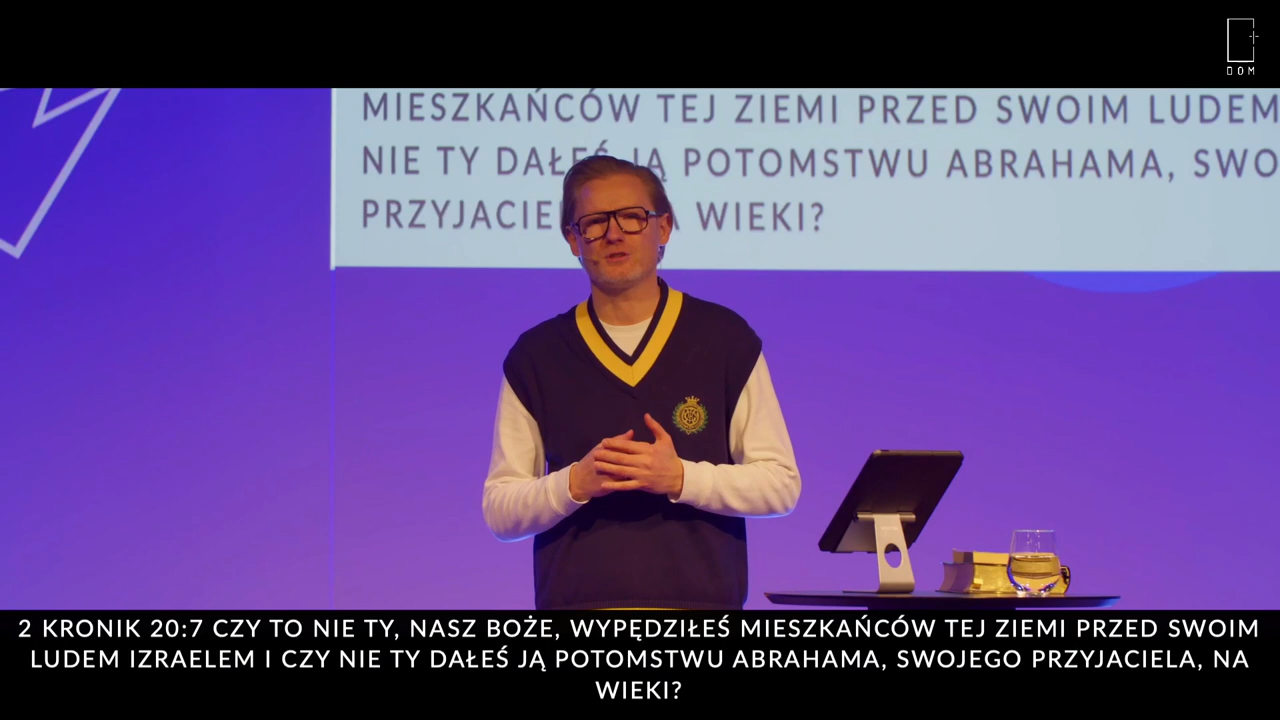 DOM
MIESZKAŃCÓW TEJ ZIEMI PRZED SWOIM LUDEM
NIE TY DAŁEŚ JĄ POTOMSTWU ABRAHAMA, SWO
PRZYJACIE A WIEKI?
2 KRONIK 20:7 CZY TO NIE TY, NASZ BOŻE, WYPĘDZIŁEŚ MIESZKAŃCÓW TEJ ZIEMI PRZED SWOIM
LUDEM IZRAELEM I CZY NIE TY DAŁEŚ JĄ POTOMSTWU ABRAHAMA, SWOJEGO PRZYJACIELA, NA
WIEKI?